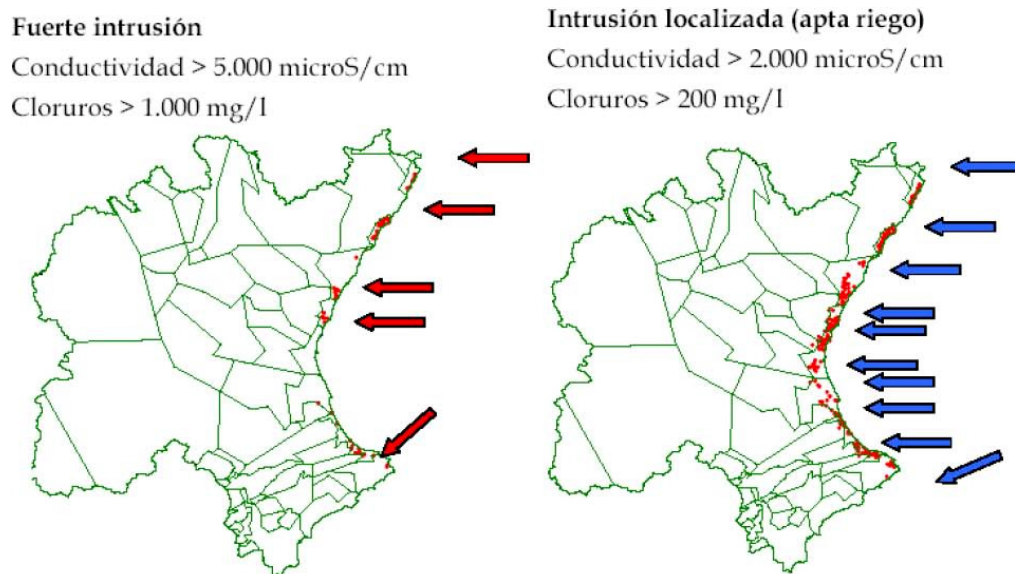 Fuerte intrusión
Conductividad > 5.000 microS/cm
Cloruros > 1.000 mg/l
Intrusión localizada (apta riego)
Conductividad > 2.000 microS/cm
Cloruros > 200 mg/l